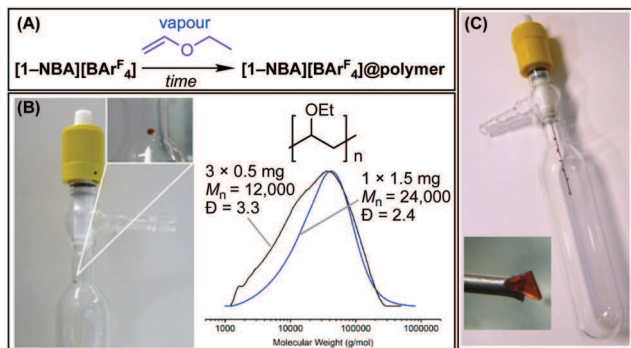 (A)
vapour
O
[1–NBA][BArF4]
time
[1–NBA][BArF4]@polymer
(B)
OEt
n
3 × 0.5 mg
Mn = 12,000
Đ = 3.3
1 × 1.5 mg
Mn = 24,000
Đ = 2.4
1000 10000 100000 1000000
Molecular Weight (g/mol)
(C)